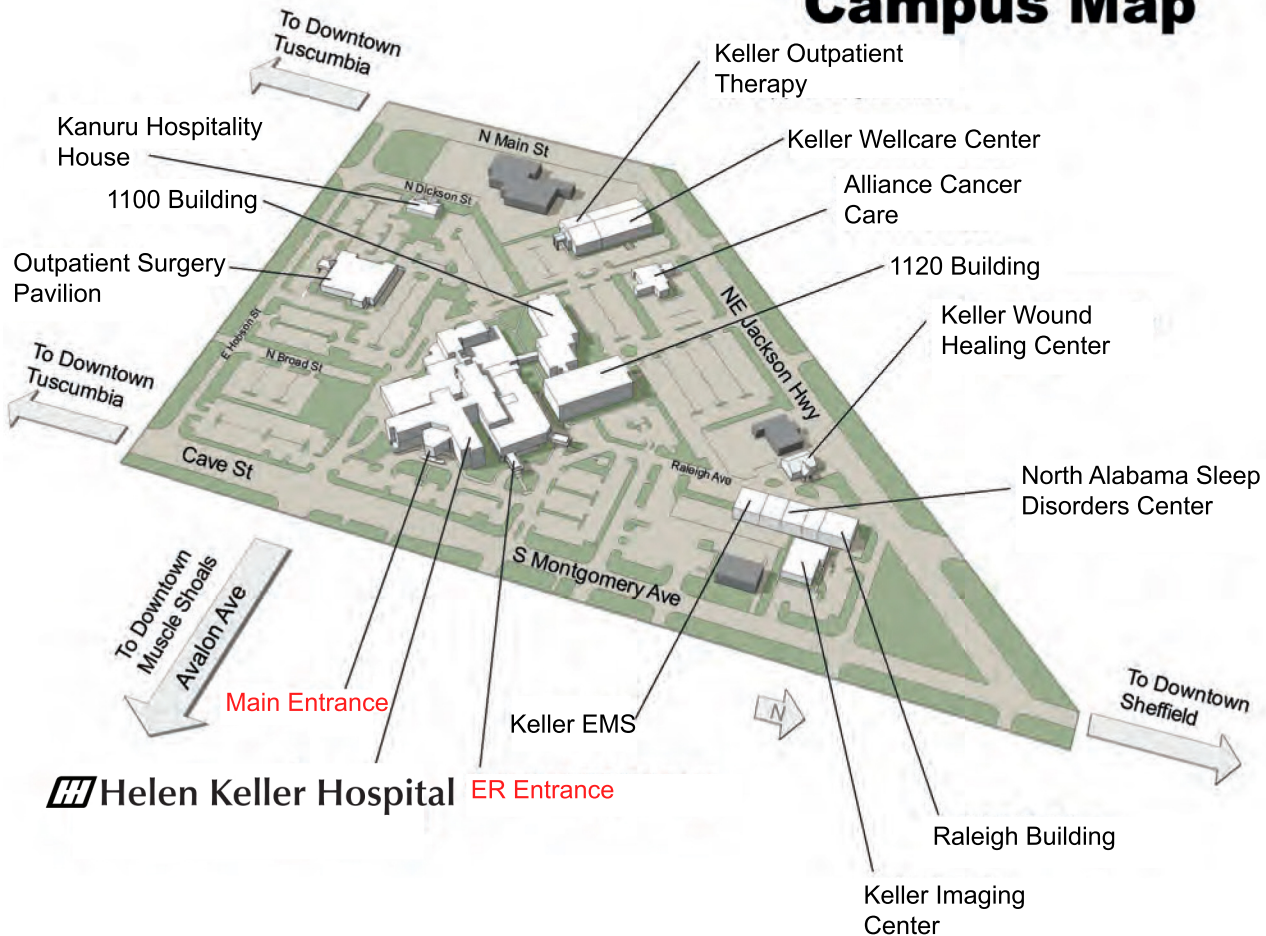 Campus Map
To Downtown
Tuscumbia
Keller Outpatient
Therapy
Kanuru Hospitality
House
N Main St
Keller Wellcare Center
N Dickson St
Alliance Cancer
Care
1100 Building
Outpatient Surgery
Pavilion
1120 Building
NE Jackson Hwy
Keller Wound
Healing Center
E Hobson St
N Broad St
To Downtown
Tuscumbia
Cave St
Raleigh Ave
North Alabama Sleep
Disorders Center
S Montgomery Ave
To Downtown
Muscle Shoals
Avalon Ave
Main Entrance
Keller EMS
N
To Downtown
Sheffield
Helen Keller Hospital
ER Entrance
Raleigh Building
Keller Imaging
Center